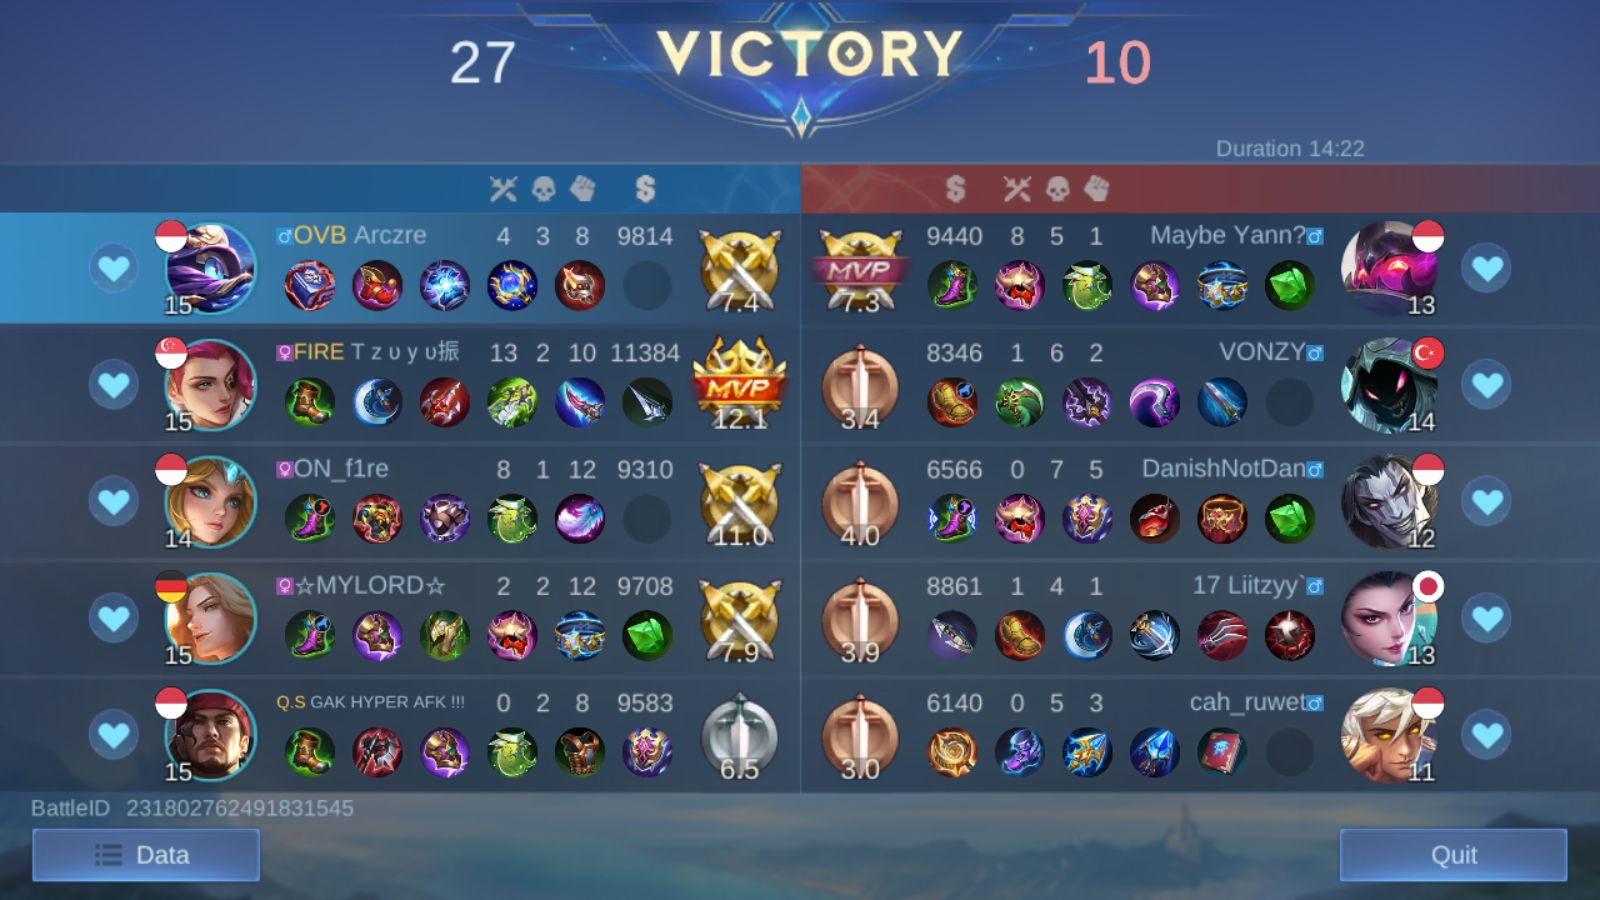 27 VICTORY 10
Duration 14:22
OVB Arczre 4 3 8 9814
15 7.4
9440 8 5 1 Maybe Yann?
MVP 7.3 13
FIRE T z υ y υ振 13 2 10 11384
15 MVP 12.1
8346 1 6 2 VONZY
3.4 14
ON_f1re 8 1 12 9310
14 11.0
6566 0 7 5 DanishNotDan
4.0 12
☆MYLORD☆ 2 2 12 9708
15 7.9
8861 1 4 1 17 Liitzyy`
3.9 13
Q.S GAK HYPER AFK !!! 0 2 8 9583
15 6.5
6140 0 5 3 cah_ruwet
3.0 11
BattleID 231802762491831545
Data Quit